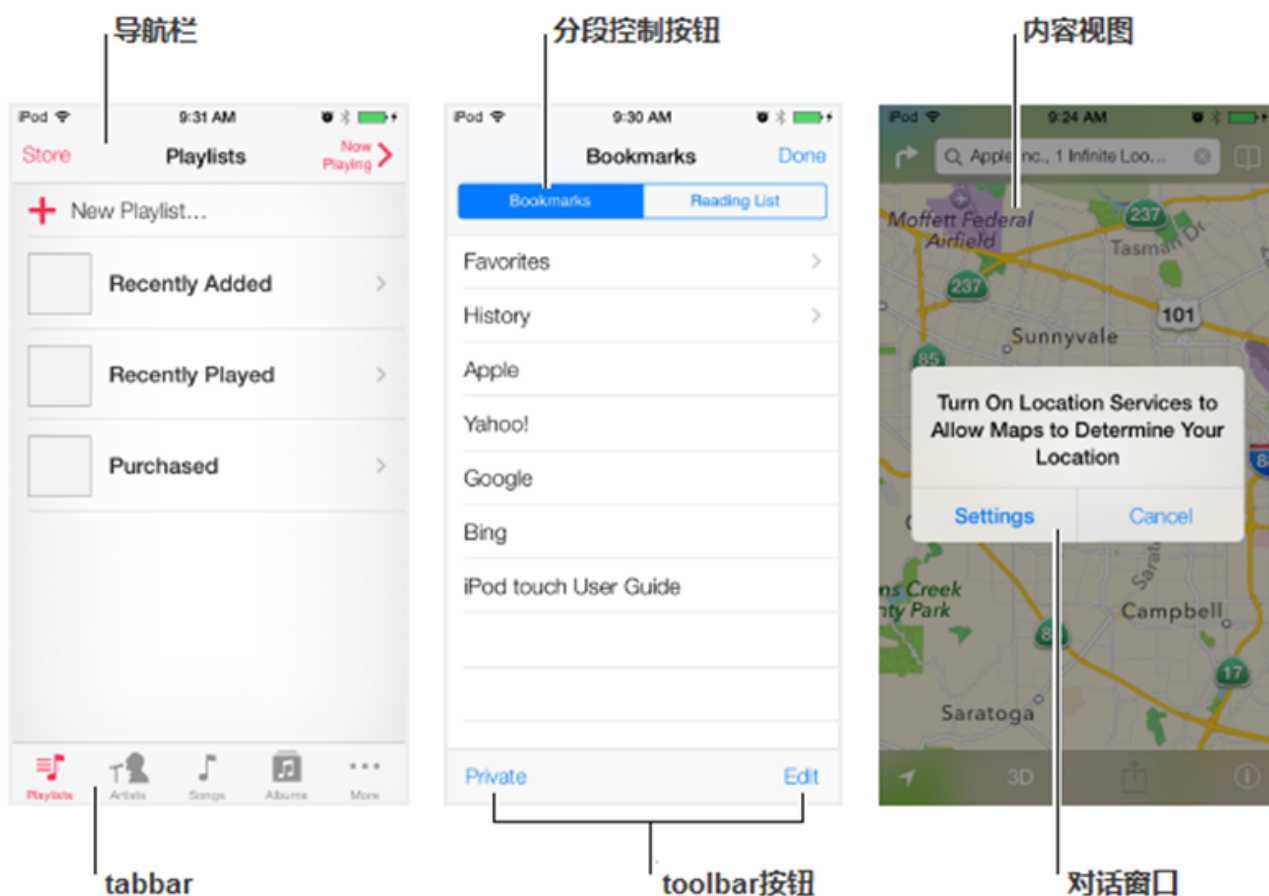 导航栏
分段控制按钮
内容视图
iPod 9:31 AM
Store Playlists Now Playing
New Playlist...
Recently Added
Recently Played
Purchased
Playlists Artists Songs Albums More
tabbar
iPod 9:30 AM
Bookmarks Done
Bookmarks Reading List
Favorites
History
Apple
Yahoo!
Google
Bing
iPod touch User Guide
Private Edit
toolbar按钮
iPod 9:24 AM
Apple Inc., 1 Infinite Loo...
Moffett Federal
Airfield
237
Tasman Dr
237
101
Sunnyvale
85
Turn On Location Services to
Allow Maps to Determine Your
Location
Settings Cancel
Creek
Park
Campbell
17
Saratoga
3D
对话窗口